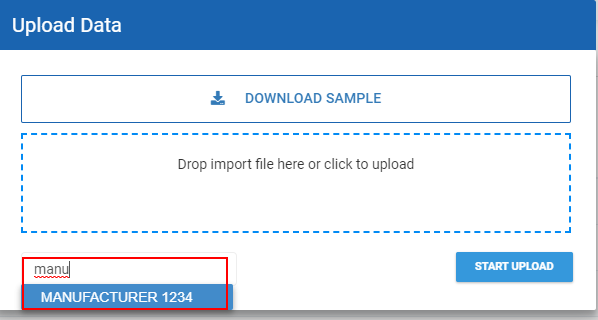 Upload Data
DOWNLOAD SAMPLE
Drop import file here or click to upload
manu
START UPLOAD
MANUFACTURER 1234